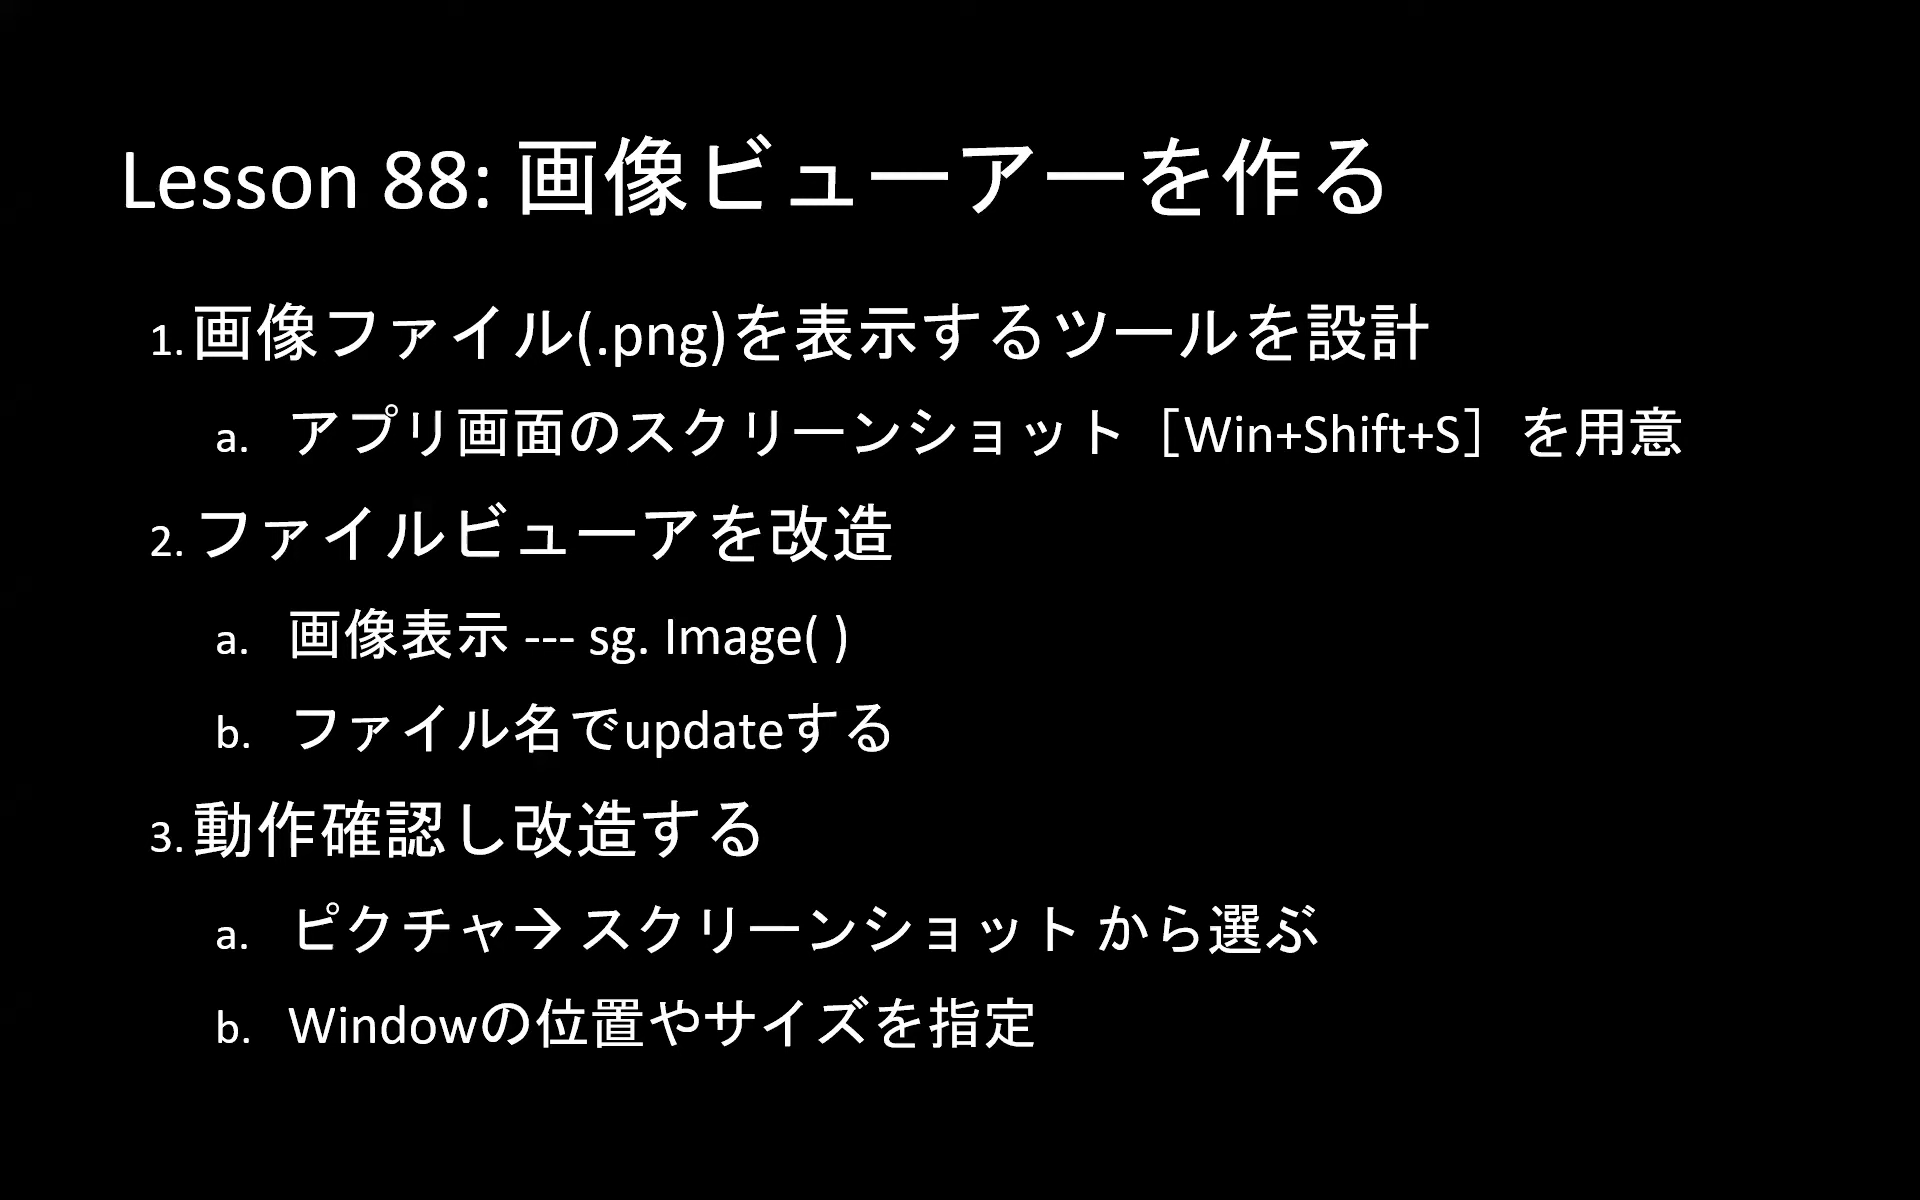 Lesson 88: 画像ビューアーを作る
1. 画像ファイル(.png)を表示するツールを設計
a. アプリ画面のスクリーンショット［Win+Shift+S］を用意
2. ファイルビューアを改造
a. 画像表示 --- sg. Image( )
b. ファイル名でupdateする
3. 動作確認し改造する
a. ピクチャ→ スクリーンショット から選ぶ
b. Windowの位置やサイズを指定